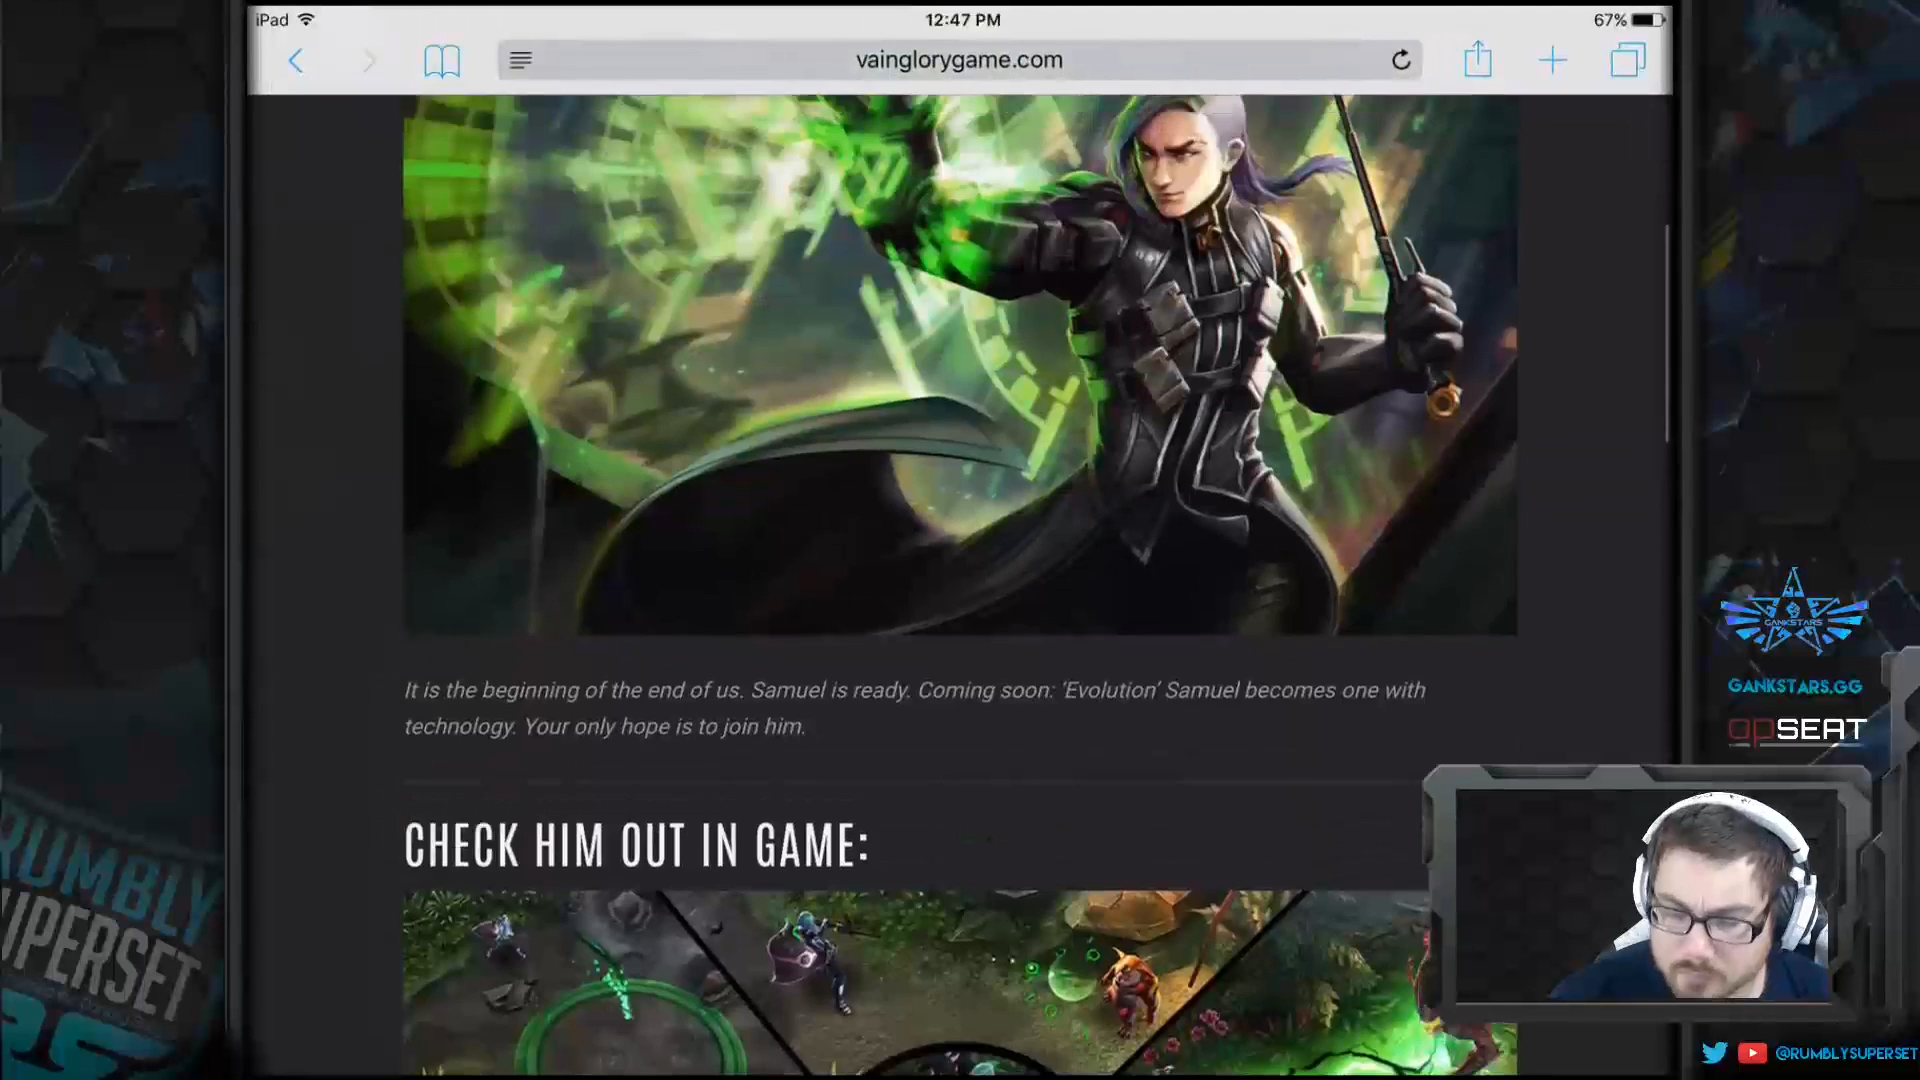 iPad
12:47 PM
67%
vainglorygame.com
It is the beginning of the end of us. Samuel is ready. Coming soon: ‘Evolution’ Samuel becomes one with
technology. Your only hope is to join him.
CHECK HIM OUT IN GAME:
GANKSTARS
GANKSTARS.GG
opSEAT
RUMBLY
SUPERSET
@RUMBLYSUPERSET